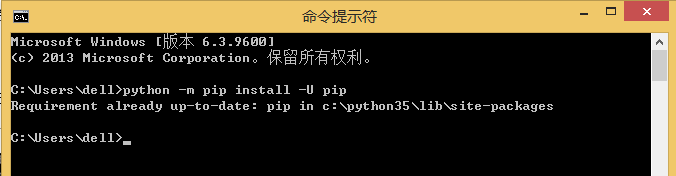 命令提示符
C:\.
Microsoft Windows [版本 6.3.9600]
(c) 2013 Microsoft Corporation。保留所有权利。
C:\Users\dell>python -m pip install -U pip
Requirement already up-to-date: pip in c:\python35\lib\site-packages
C:\Users\dell>